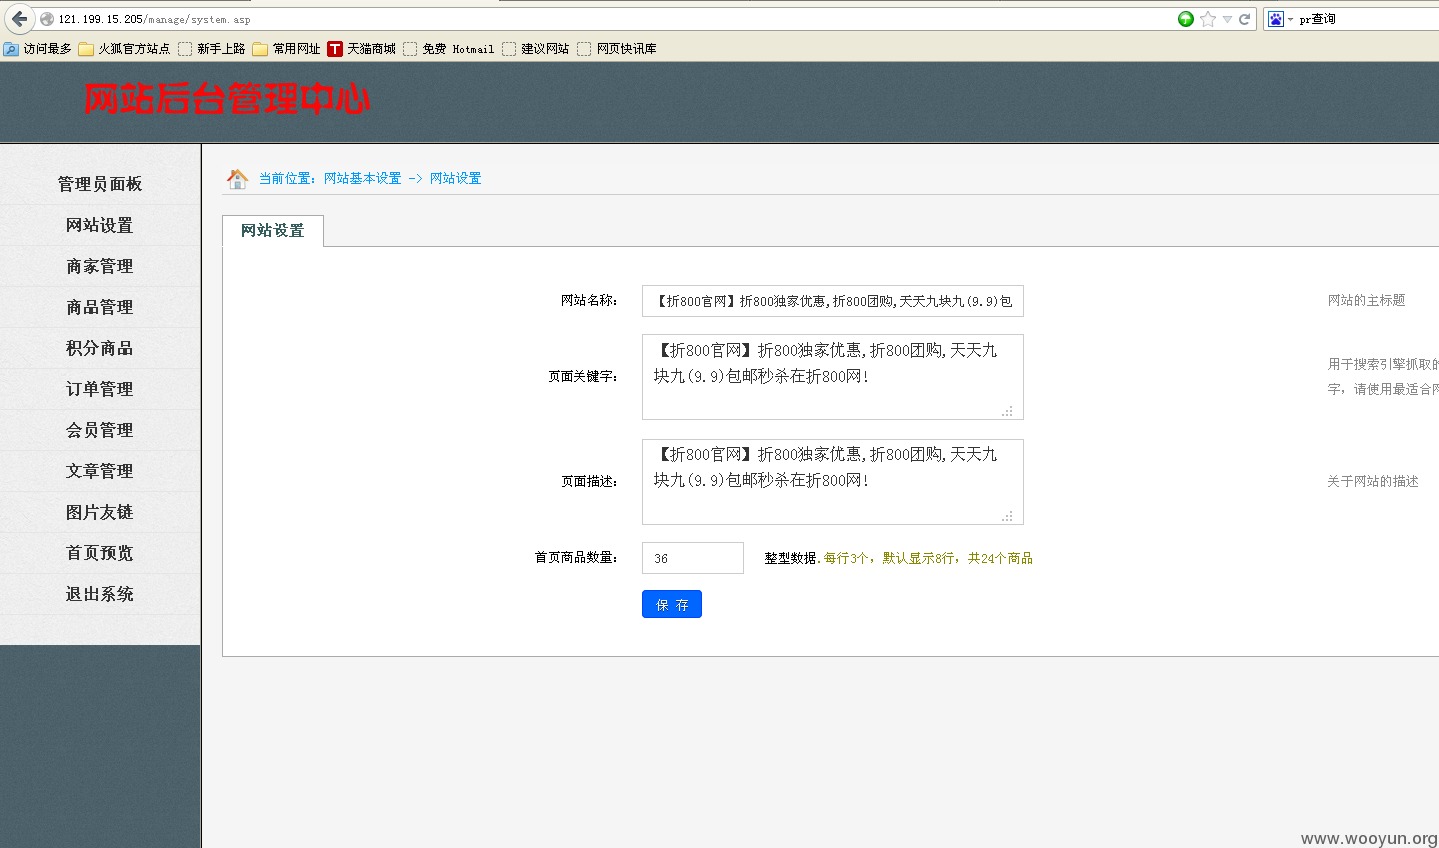 121.199.15.205/manage/system.asp
pr查询
访问最多 火狐官方站点 新手上路 常用网址 T 天猫商城 免费 Hotmail 建议网站 网页快讯库
网站后台管理中心
管理员面板
网站设置
商家管理
商品管理
积分商品
订单管理
会员管理
文章管理
图片友链
首页预览
退出系统
当前位置：网站基本设置 -> 网站设置
网站设置
网站名称： 【折800官网】折800独家优惠,折800团购,天天九块九(9.9)包 网站的主标题
页面关键字： 【折800官网】折800独家优惠,折800团购,天天九
块九(9.9)包邮秒杀在折800网!
用于搜索引擎抓取的
字，请使用最适合网
页面描述： 【折800官网】折800独家优惠,折800团购,天天九
块九(9.9)包邮秒杀在折800网!
关于网站的描述
首页商品数量： 36 整型数据.每行3个，默认显示8行，共24个商品
保 存
www.wooyun.org